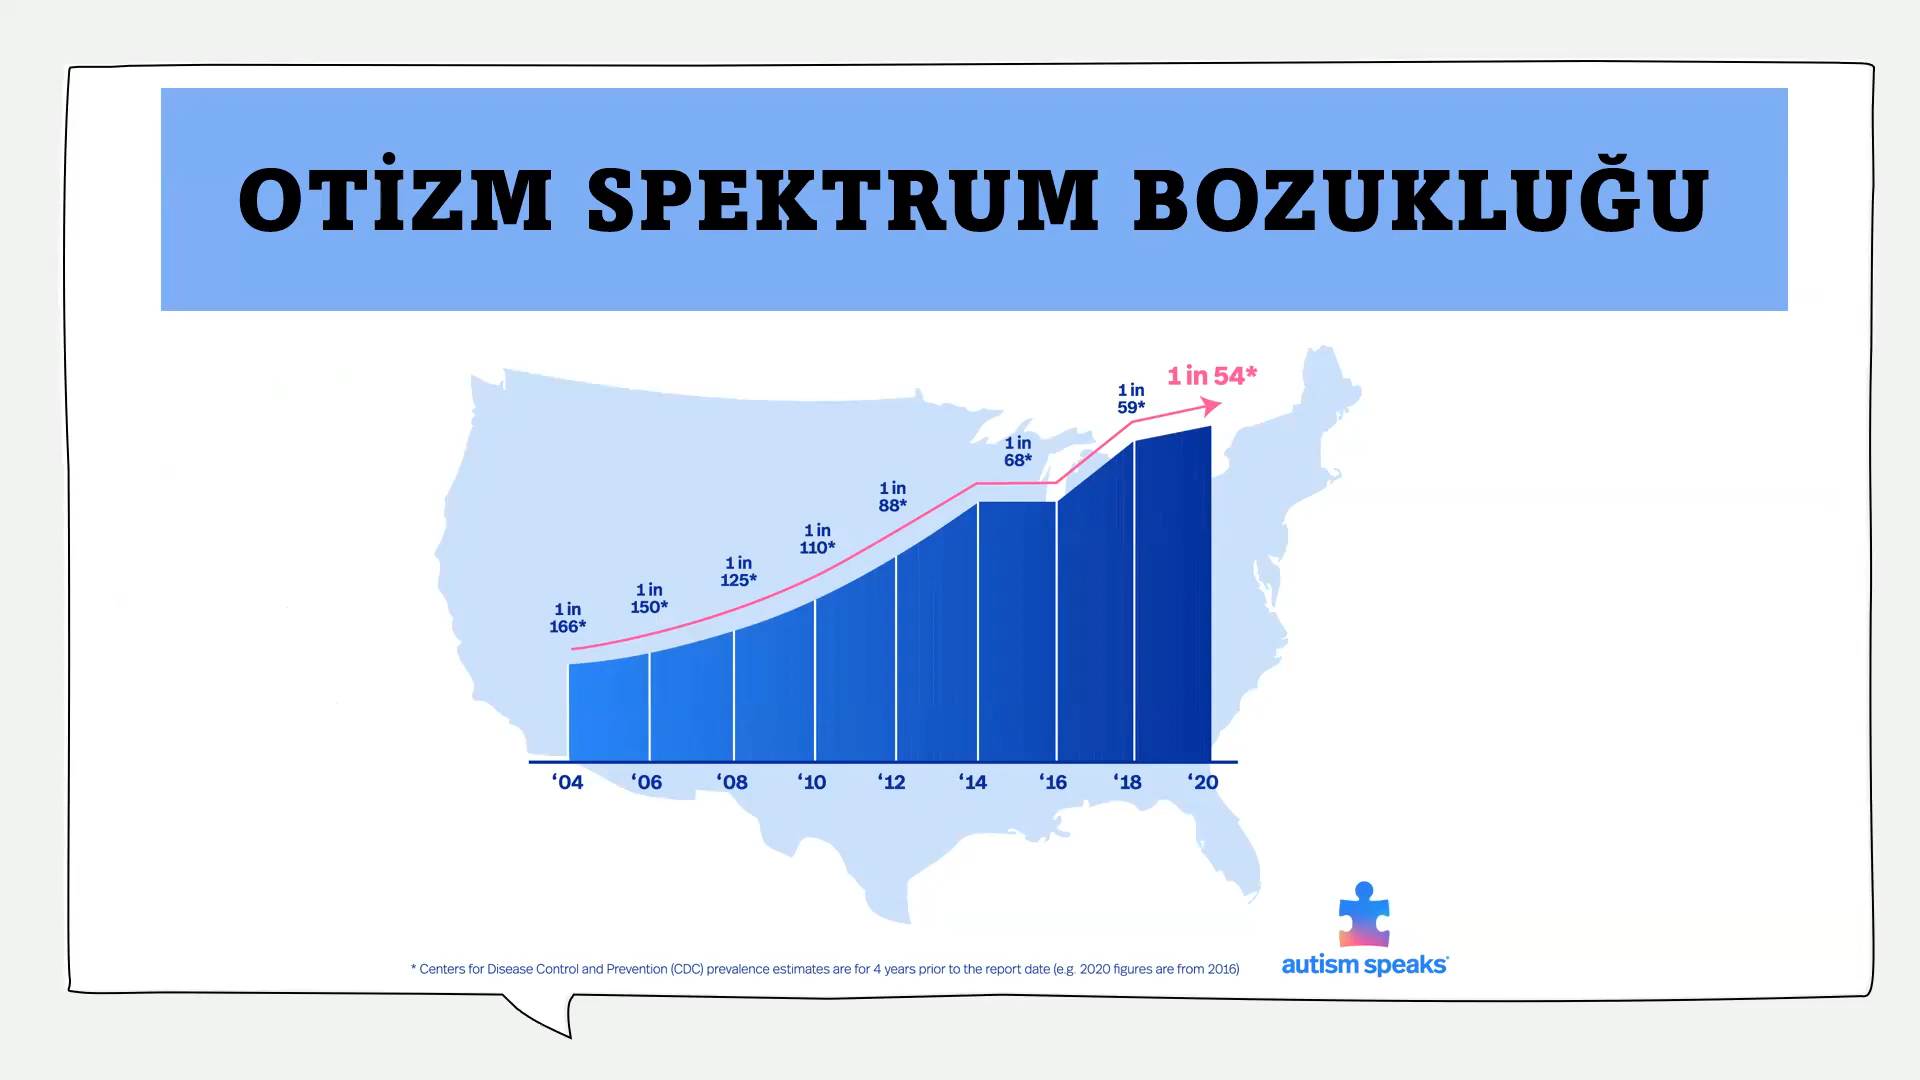 OTİZM SPEKTRUM BOZUKLUĞU
1 in 54*
1 in
59*
1 in
68*
1 in
88*
1 in
110*
1 in
125*
1 in
150*
1 in
166*
‘04 ‘06 ‘08 ‘10 ‘12 ‘14 ‘16 ‘18 ‘20
* Centers for Disease Control and Prevention (CDC) prevalence estimates are for 4 years prior to the report date (e.g. 2020 figures are from 2016)
autism speaks